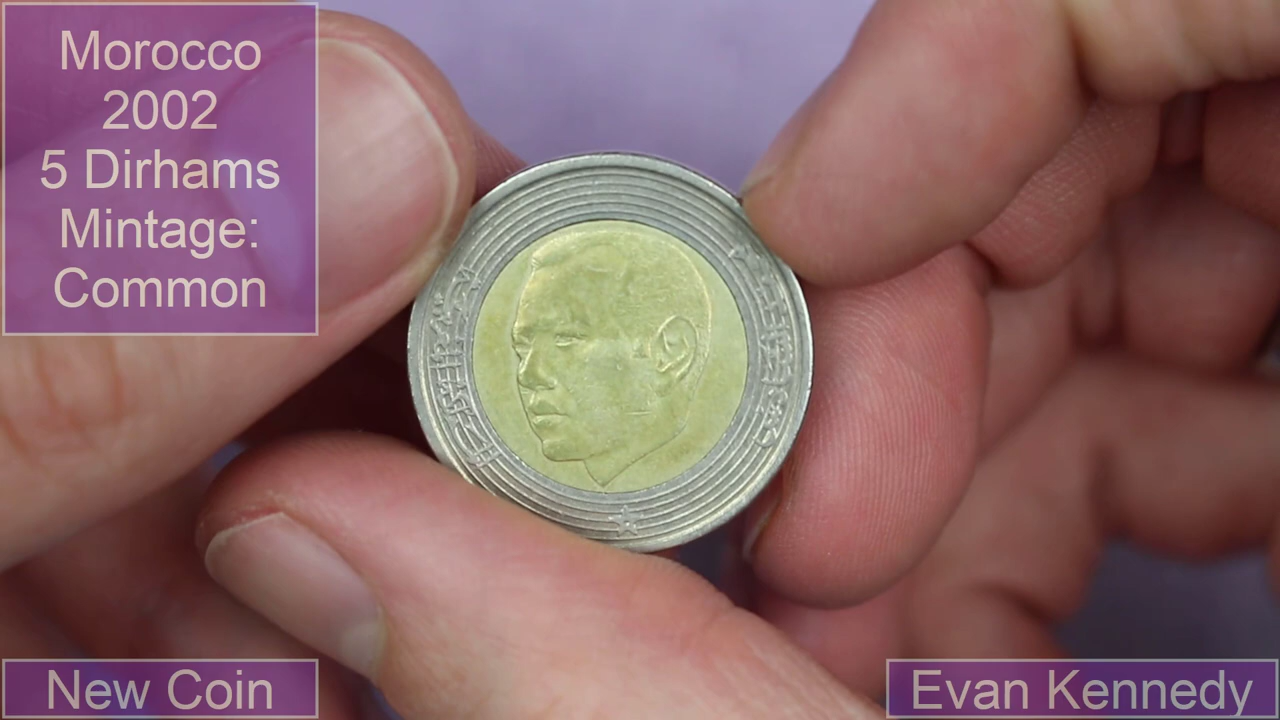 Morocco
2002
5 Dirhams
Mintage:
Common
New Coin
Evan Kennedy